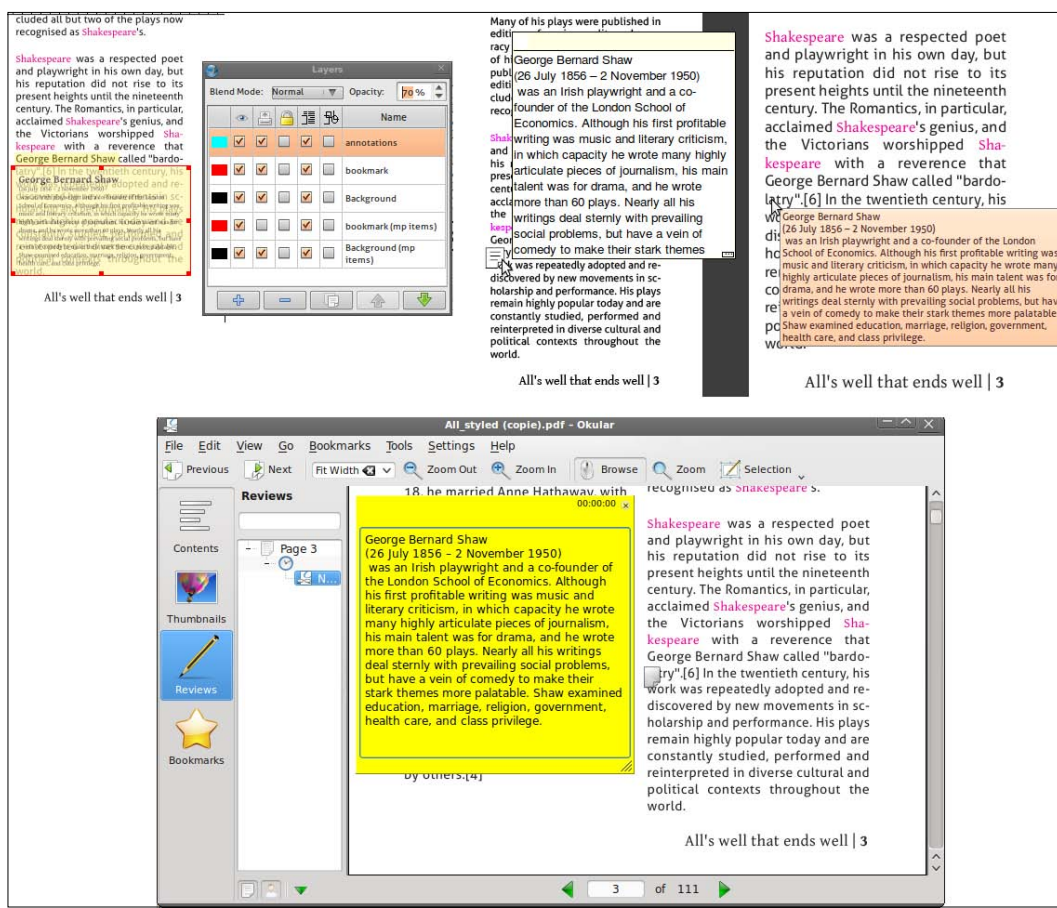 cluded all but two of the plays now
recognised as Shakespeare's.
Shakespeare was a respected poet
and playwright in his own day, but
his reputation did not rise to its
present heights until the nineteenth
century. The Romantics, in particular,
acclaimed Shakespeare's genius, and
the Victorians worshipped Sha-
kespeare with a reverence that
George Bernard Shaw called "bardo-
latry".[6] In the twentieth century, his
George Bernard Shaw
world.
All's well that ends well | 3
Layers
Blend Mode: Normal Opacity: 70 %
Name
annotations
bookmark
Background
bookmark (mp items)
Background (mp
items)
Many of his plays were published in
George Bernard Shaw
(26 July 1856 – 2 November 1950)
was an Irish playwright and a co-
founder of the London School of
Economics. Although his first profitable
writing was music and literary criticism,
in which capacity he wrote many highly
articulate pieces of journalism, his main
talent was for drama, and he wrote
more than 60 plays. Nearly all his
writings deal sternly with prevailing
social problems, but have a vein of
comedy to make their stark themes
was repeatedly adopted and re-
discovered by new movements in sc-
holarship and performance. His plays
remain highly popular today and are
constantly studied, performed and
reinterpreted in diverse cultural and
political contexts throughout the
world.
All's well that ends well | 3
Shakespeare was a respected poet
and playwright in his own day, but
his reputation did not rise to its
present heights until the nineteenth
century. The Romantics, in particular,
acclaimed Shakespeare's genius, and
the Victorians worshipped Sha-
kespeare with a reverence that
George Bernard Shaw called "bardo-
latry".[6] In the twentieth century, his
George Bernard Shaw
(26 July 1856 – 2 November 1950)
was an Irish playwright and a co-founder of the London
School of Economics. Although his first profitable writing was
music and literary criticism, in which capacity he wrote many
highly articulate pieces of journalism, his main talent was for
drama, and he wrote more than 60 plays. Nearly all his
writings deal sternly with prevailing social problems, but have
a vein of comedy to make their stark themes more palatable.
Shaw examined education, marriage, religion, government,
health care, and class privilege.
All's well that ends well | 3
All_styled (copie).pdf – Okular
File Edit View Go Bookmarks Tools Settings Help
Previous Next Fit Width Zoom Out Zoom In Browse Zoom Selection
Contents
Thumbnails
Reviews
Bookmarks
Reviews
Page 3
N...
18, he married Anne Hathaway, with
00:00:00
George Bernard Shaw
(26 July 1856 – 2 November 1950)
was an Irish playwright and a co-founder of
the London School of Economics. Although
his first profitable writing was music and
literary criticism, in which capacity he wrote
many highly articulate pieces of journalism,
his main talent was for drama, and he wrote
more than 60 plays. Nearly all his writings
deal sternly with prevailing social problems,
but have a vein of comedy to make their
stark themes more palatable. Shaw examined
education, marriage, religion, government,
health care, and class privilege.
by others.[4]
recognised as Shakespeare's.
Shakespeare was a respected poet
and playwright in his own day, but
his reputation did not rise to its
present heights until the nineteenth
century. The Romantics, in particular,
acclaimed Shakespeare's genius, and
the Victorians worshipped Sha-
kespeare with a reverence that
George Bernard Shaw called "bardo-
try".[6] In the twentieth century, his
work was repeatedly adopted and re-
discovered by new movements in sc-
holarship and performance. His plays
remain highly popular today and are
constantly studied, performed and
reinterpreted in diverse cultural and
political contexts throughout the
world.
All's well that ends well | 3
3 of 111